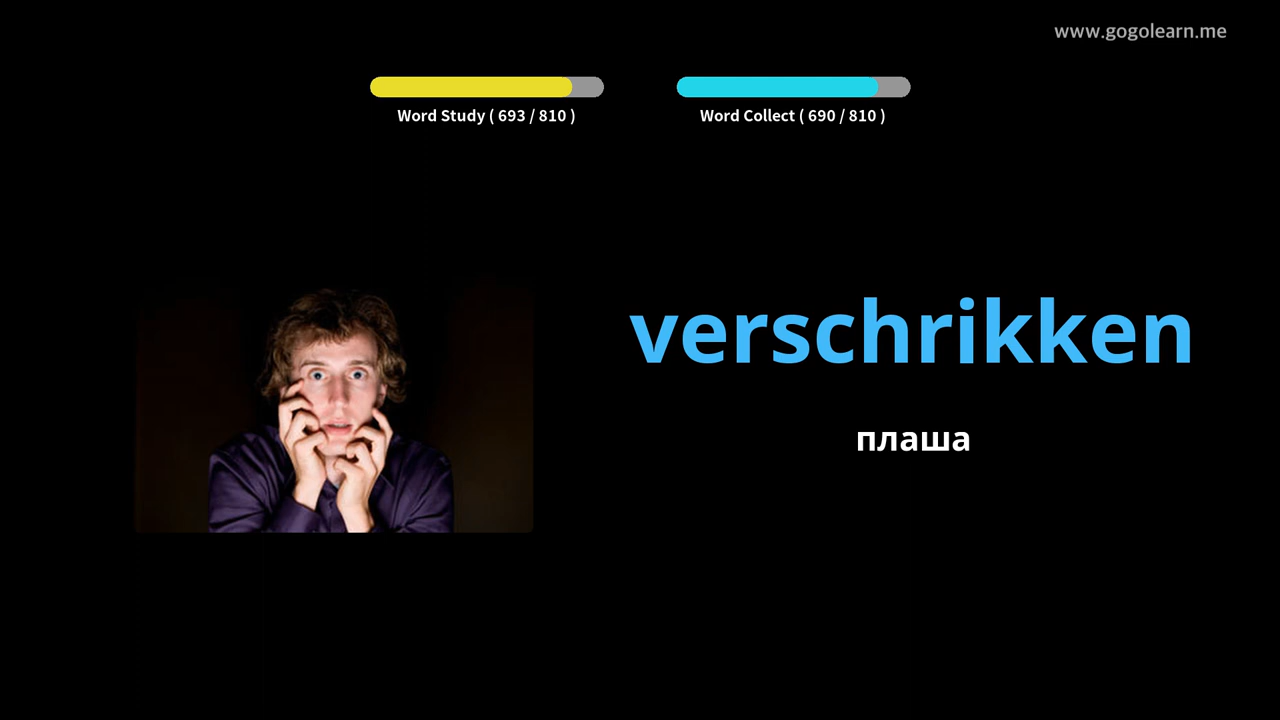 www.gogolearn.me
Word Study ( 693 / 810 )
Word Collect ( 690 / 810 )
verschrikken
плаша